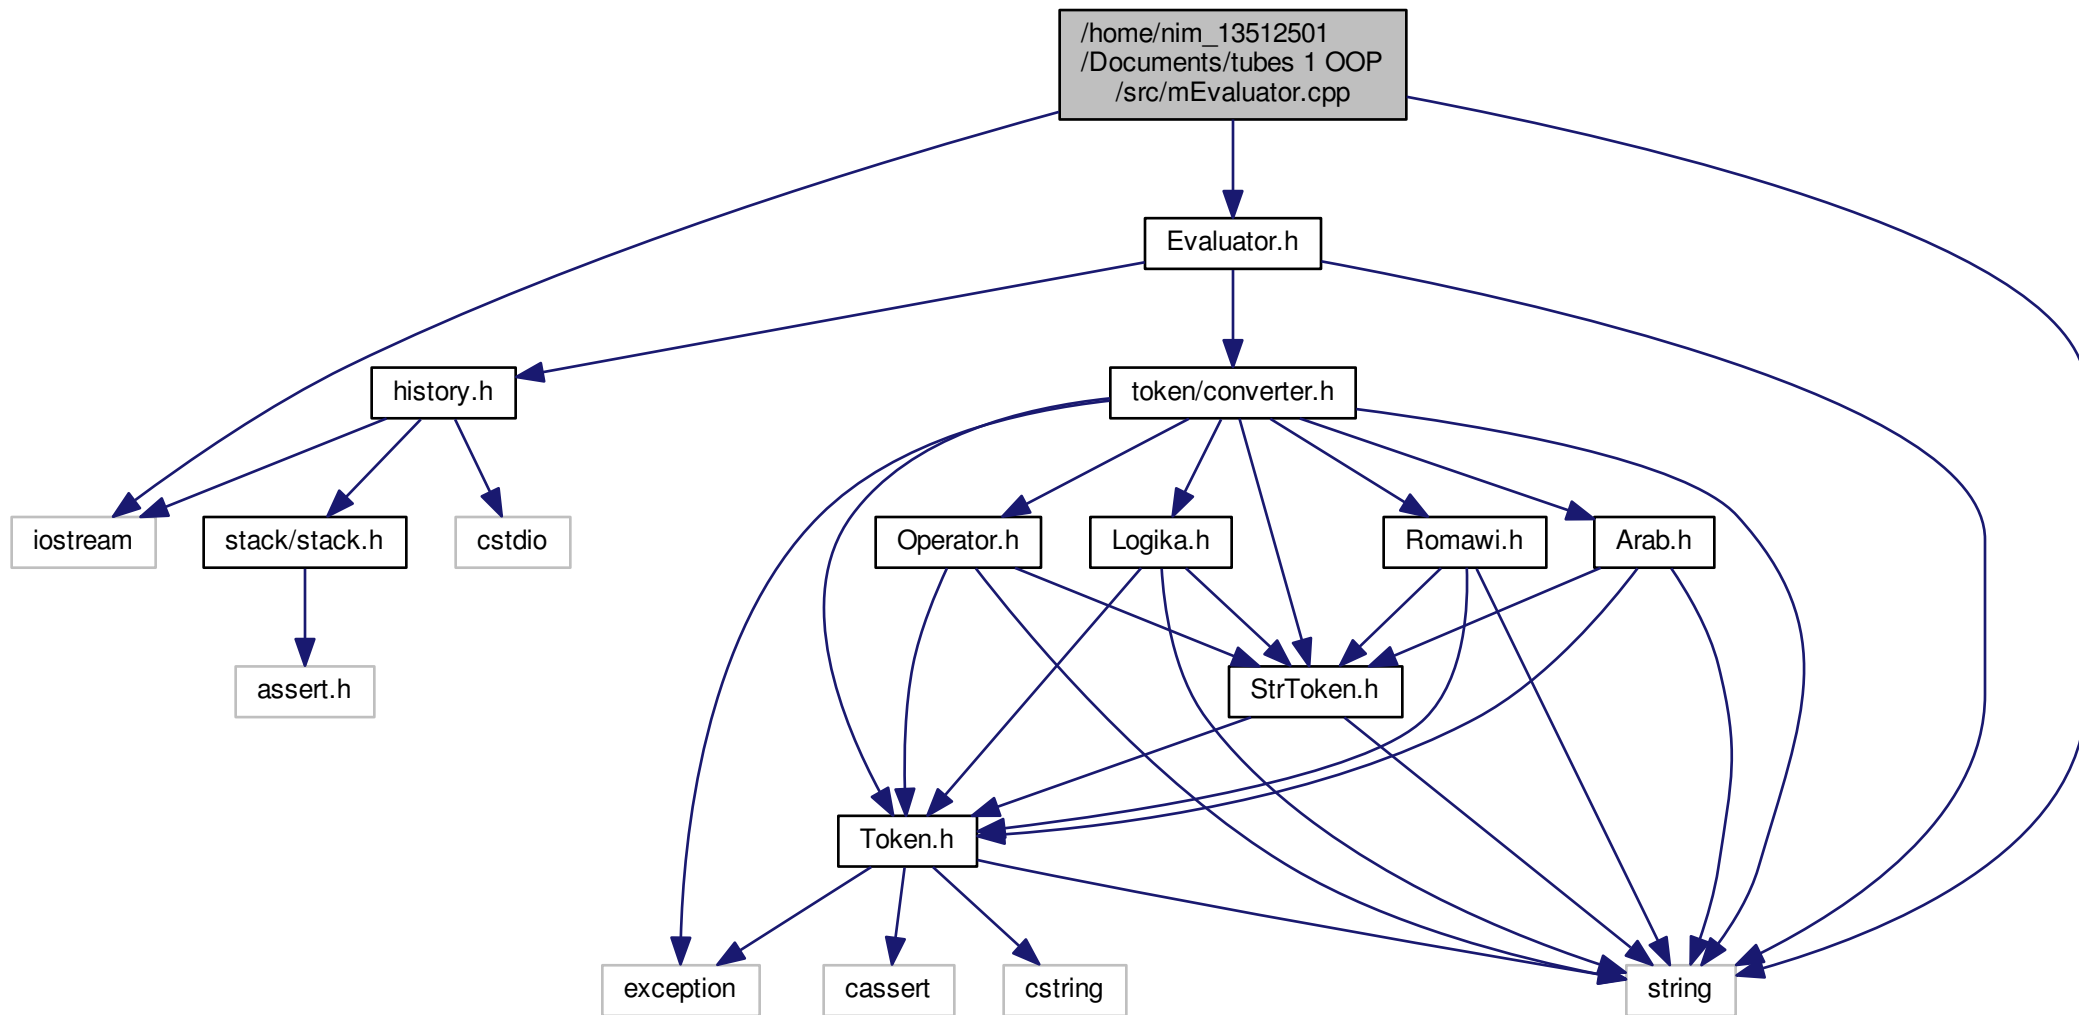 /home/nim_13512501
/Documents/tubes 1 OOP
/src/mEvaluator.cpp
Evaluator.h
history.h
token/converter.h
iostream
stack/stack.h
cstdio
Operator.h
Logika.h
Romawi.h
Arab.h
assert.h
StrToken.h
Token.h
exception
cassert
cstring
string